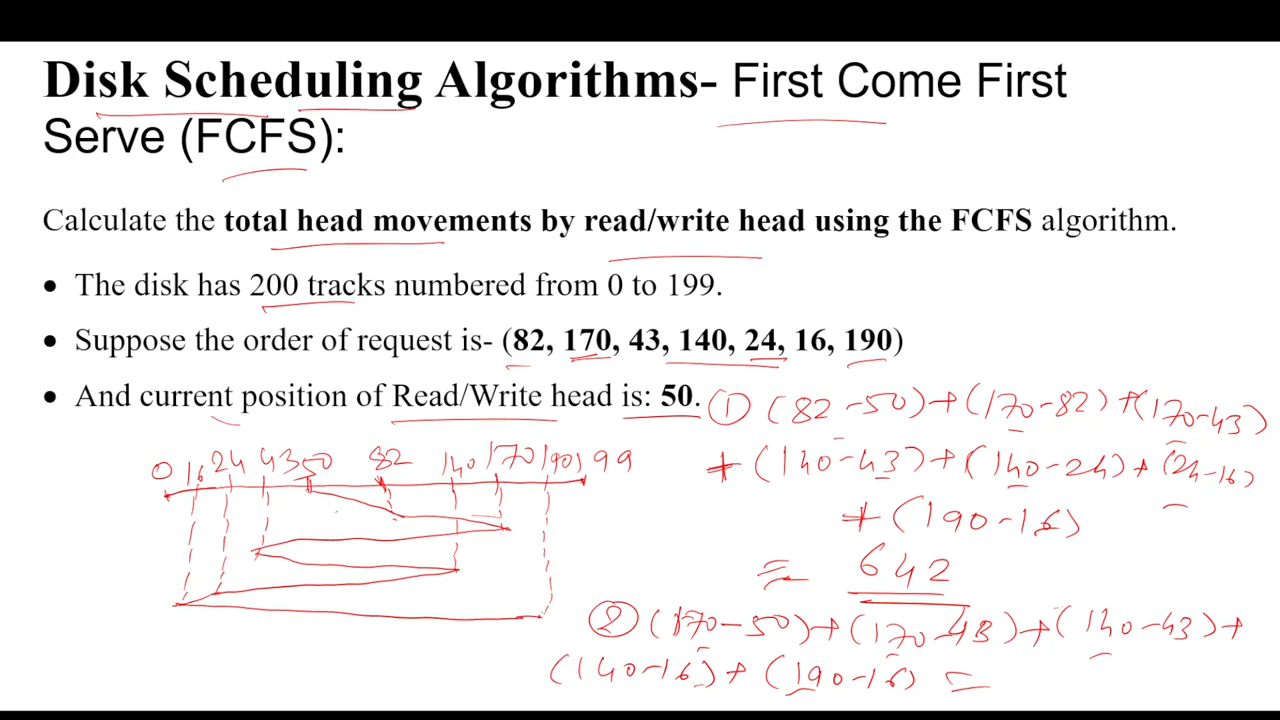 Disk Scheduling Algorithms- First Come First
Serve (FCFS):
Calculate the total head movements by read/write head using the FCFS algorithm.
• The disk has 200 tracks numbered from 0 to 199.
• Suppose the order of request is- (82, 170, 43, 140, 24, 16, 190)
• And current position of Read/Write head is: 50.
① (82-50)+(170-82)+(170-43)
+(140-43)+(140-24)+(24-16)
+(190-16)
= 642
0 16 24 43 50 82 140 170 190 199
② (170-50)+(170-43)+(140-43)+
(140-16)+(190-16) =